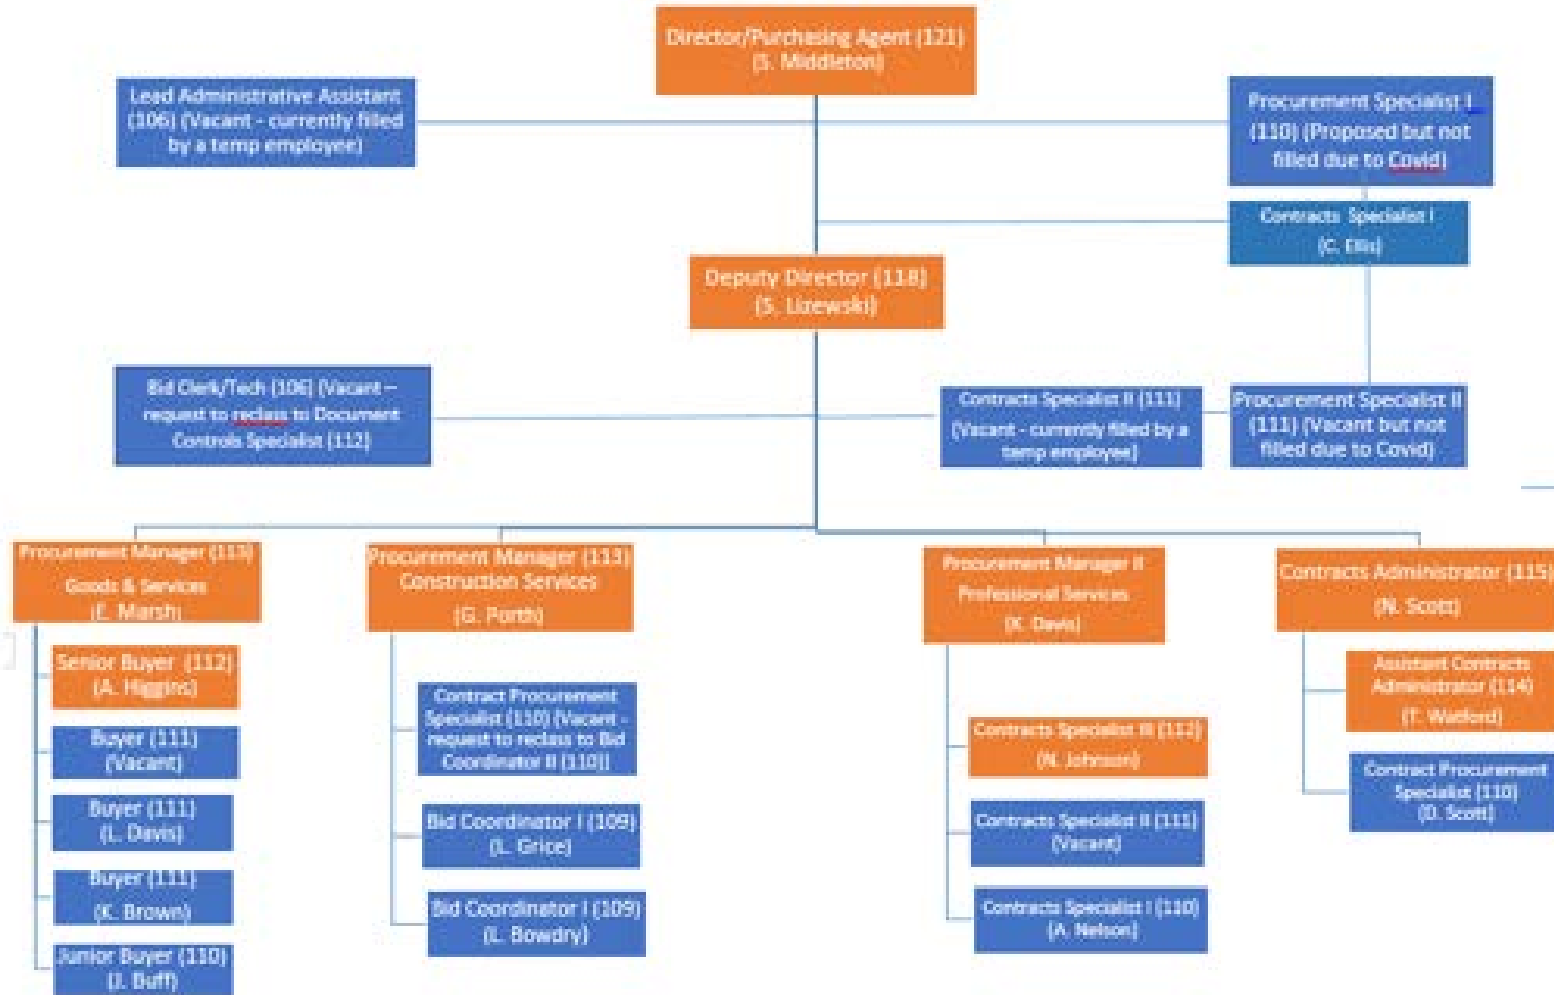 Director/Purchasing Agent (121)
(S. Middleton)
Lead Administrative Assistant
(106) (Vacant - currently filled
by a temp employee)
Procurement Specialist I
(110) (Proposed but not
filled due to Covid)
Contracts Specialist I
(C. Ellis)
Deputy Director (118)
(S. Lizewski)
Bid Clerk/Tech (106) (Vacant –
request to reclass to Document
Controls Specialist (112)
Contracts Specialist II (111)
(Vacant - currently filled by a
temp employee)
Procurement Specialist II
(111) (Vacant but not
filled due to Covid)
Procurement Manager (113)
Goods & Services
(E. Marsh)
Procurement Manager (113)
Construction Services
(G. Porth)
Procurement Manager II
Professional Services
(K. Davis)
Contracts Administrator (115)
(N. Scott)
Senior Buyer (112)
(A. Higgins)
Buyer (111)
(Vacant)
Buyer (111)
(L. Davis)
Buyer (111)
(K. Brown)
Junior Buyer (110)
(J. Buff)
Contract Procurement
Specialist (110) (Vacant -
request to reclass to Bid
Coordinator II (110))
Bid Coordinator I (109)
(L. Grice)
Bid Coordinator I (109)
(L. Bowdry)
Contracts Specialist III (112)
(N. Johnson)
Contracts Specialist II (111)
(Vacant)
Contracts Specialist I (110)
(A. Nelson)
Assistant Contracts
Administrator (114)
(T. Watford)
Contract Procurement
Specialist (110)
(D. Scott)